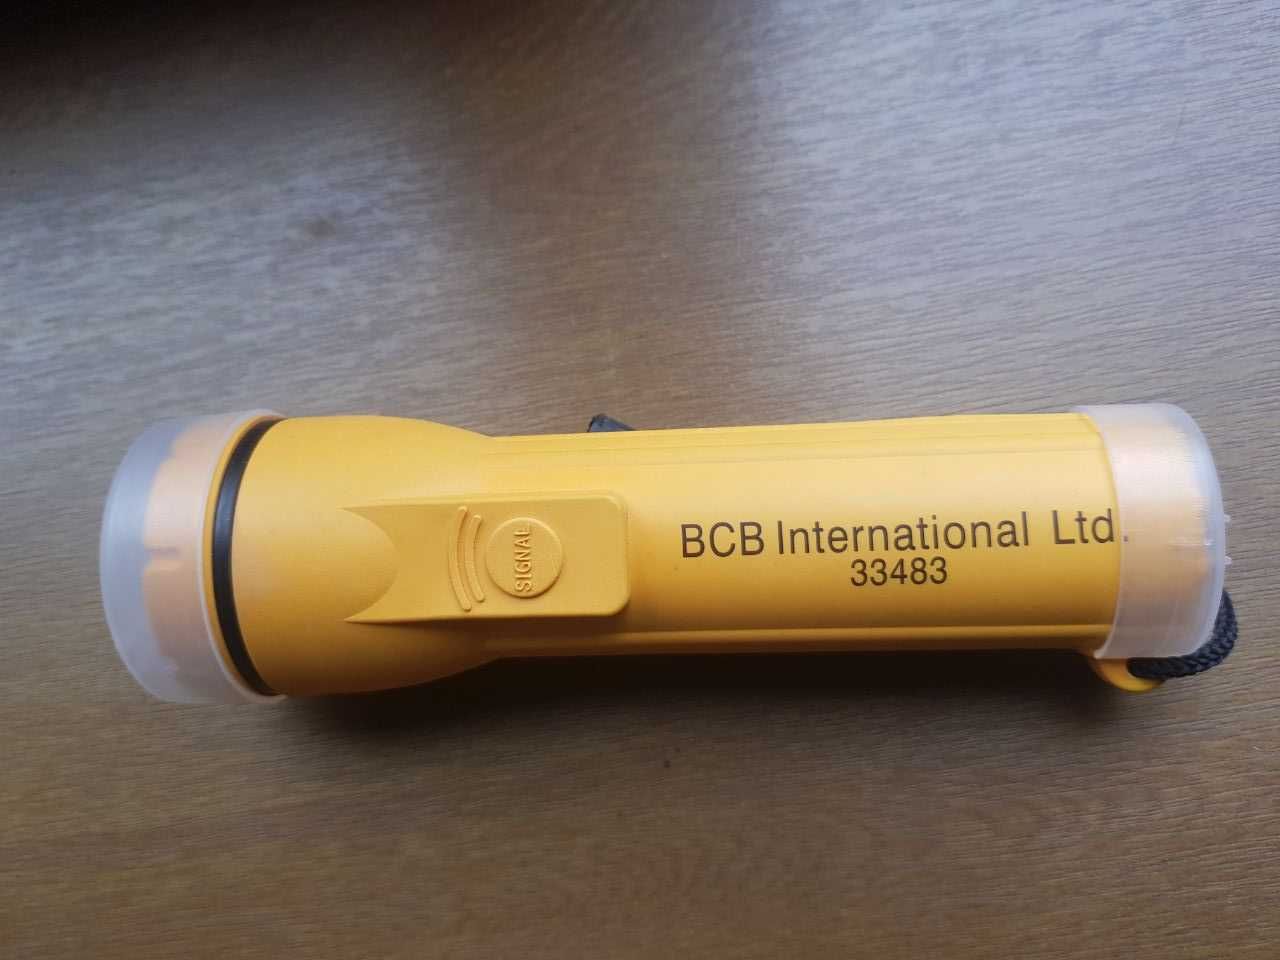 SIGNAL
BCB International Ltd.
33483